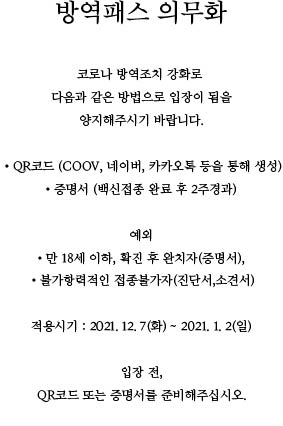 방역패스 의무화
코로나 방역조치 강화로
다음과 같은 방법으로 입장이 됨을
양지해주시기 바랍니다.
• QR코드 (COOV, 네이버, 카카오톡 등을 통해 생성)
• 증명서 (백신접종 완료 후 2주경과)
예외
• 만 18세 이하, 확진 후 완치자(증명서),
• 불가항력적인 접종불가자(진단서,소견서)
적용시기 : 2021. 12. 7(화) ~ 2021. 1. 2(일)
입장 전,
QR코드 또는 증명서를 준비해주십시오.